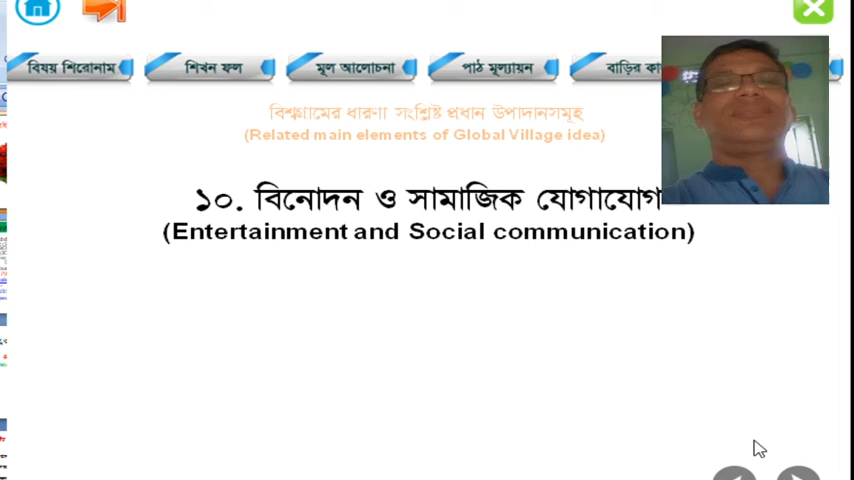 বিষয় শিরোনাম শিখন ফল মূল আলোচনা পাঠ মূল্যায়ন বাড়ির
বিশ্বগ্রামের ধারণা সংশ্লিষ্ট প্রধান উপাদানসমূহ
(Related main elements of Global Village idea)
১০. বিনোদন ও সামাজিক যোগাযোগ
(Entertainment and Social communication)